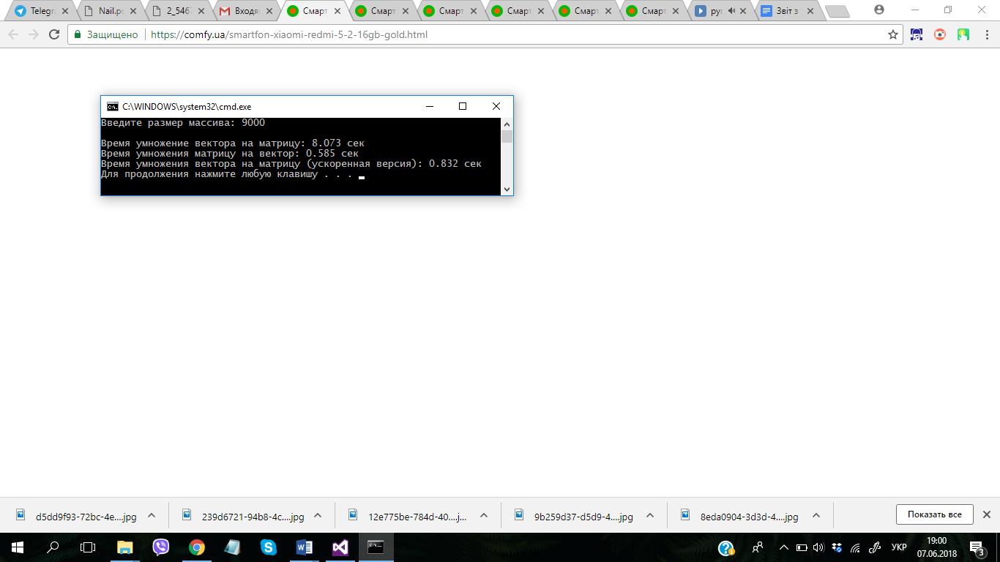 Telegra
Nail.pc
2_5467
Входя
Смарт
Смарт
Смарт
Смарт
Смарт
Смарт
рун
Звіт з
Защищено
https://comfy.ua/smartfon-xiaomi-redmi-5-2-16gb-gold.html
C:\WINDOWS\system32\cmd.exe
Введите размер массива: 9000
Время умножение вектора на матрицу: 8.073 сек
Время умножения матрицу на вектор: 0.585 сек
Время умножения вектора на матрицу (ускоренная версия): 0.832 сек
Для продолжения нажмите любую клавишу . . .
d5dd9f93-72bc-4e....jpg
239d6721-94b8-4c....jpg
12e775be-784d-40....j...
9b259d37-d5d9-4....jpg
8eda0904-3d3d-4....jpg
Показать все
УКР
19:00
07.06.2018
3